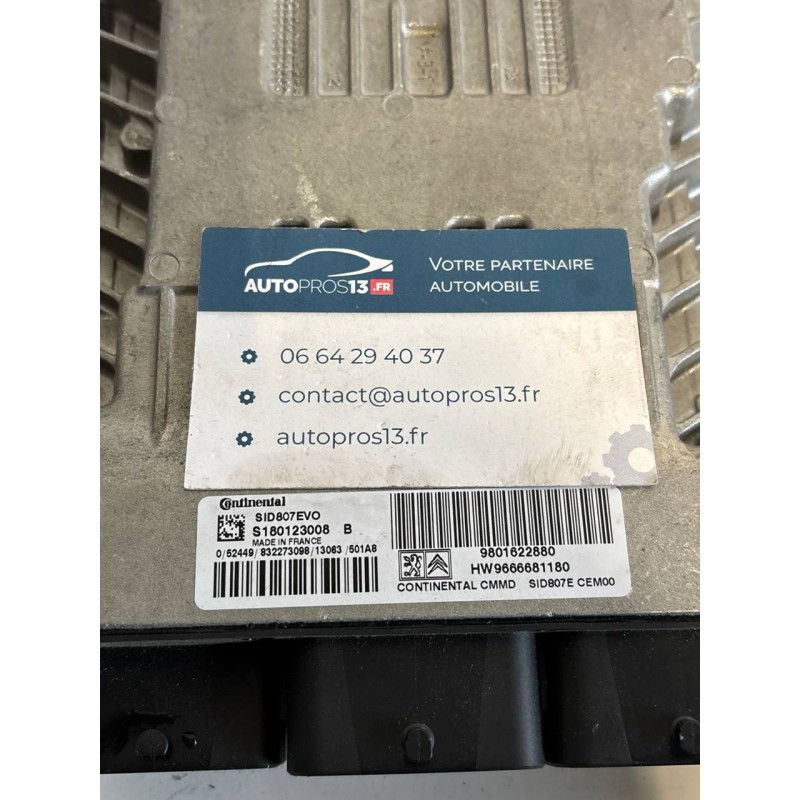 AUTOPROS13.FR
VOTRE PARTENAIRE
AUTOMOBILE
06 64 29 40 37
contact@autopros13.fr
autopros13.fr
Continental
SID807EVO
S180123008 B
MADE IN FRANCE
0/52449/832273098/13063/501A8
9801622880
HW9666681180
CONTINENTAL CMMD SID807E CEM00